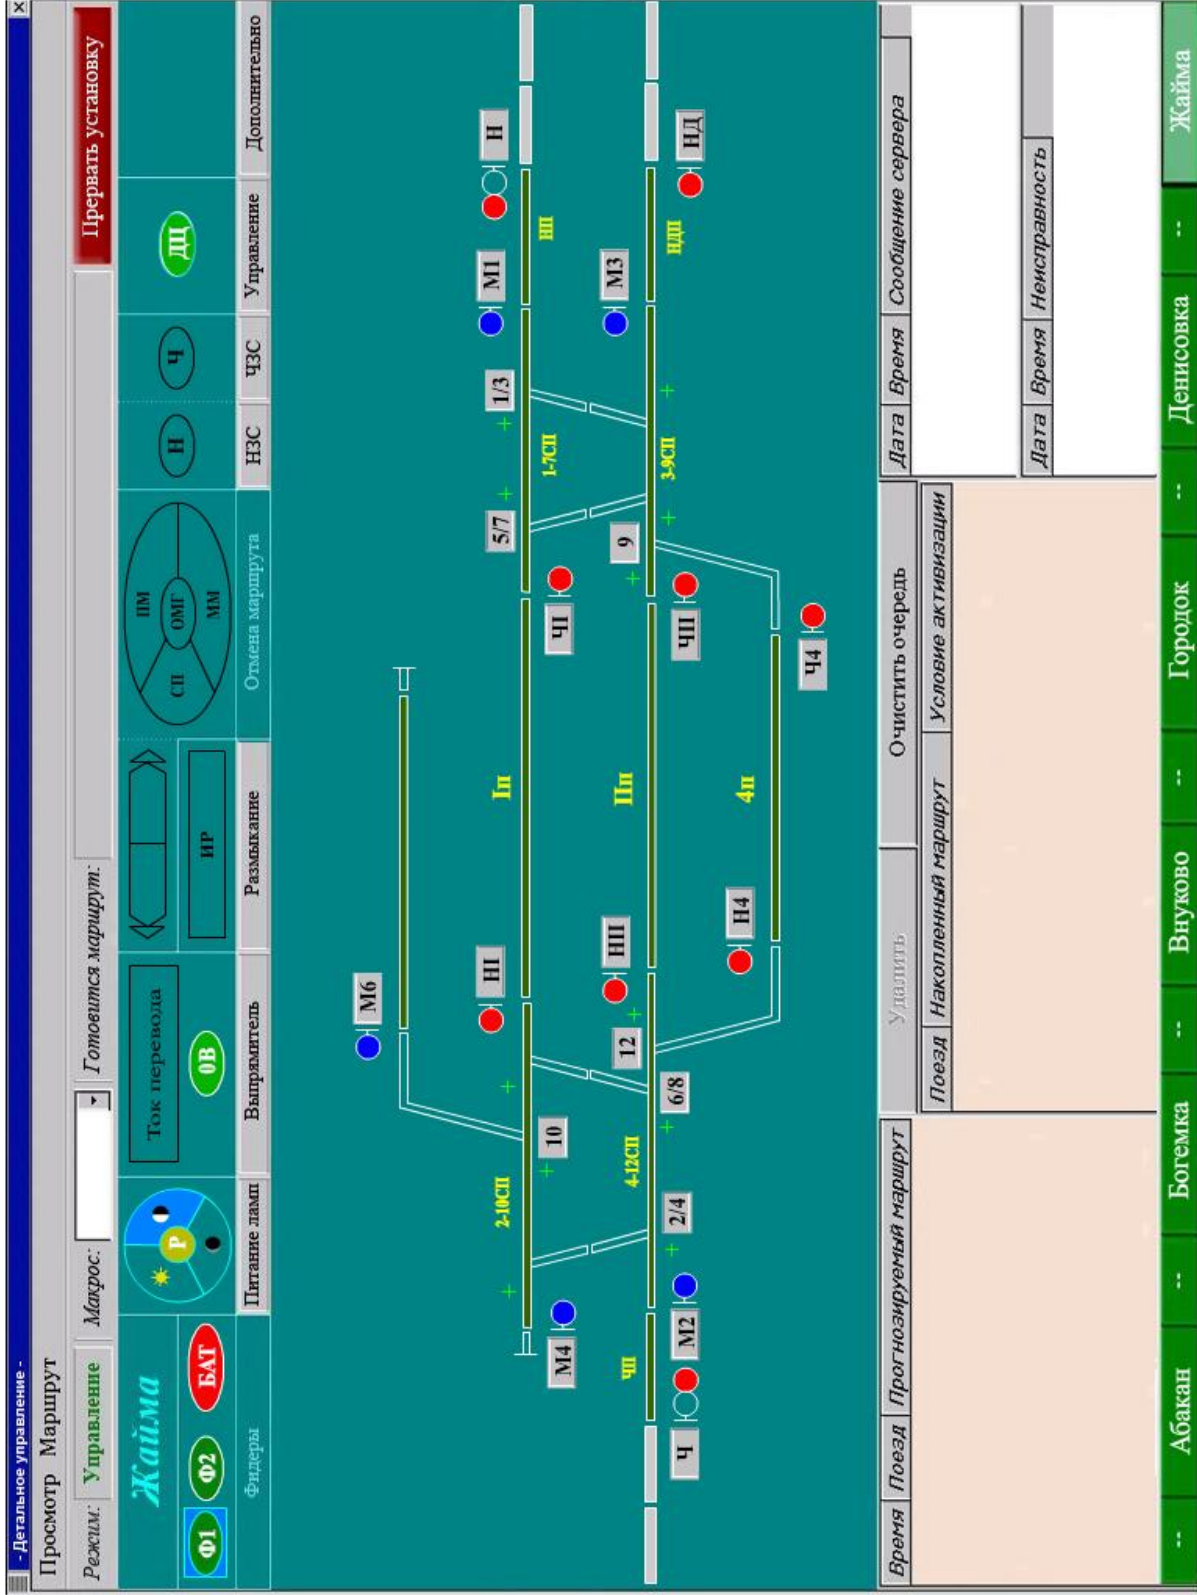 - Детальное управление -
Просмотр Маршрут
Режим: Управление Макрос: Готовится маршрут: Прервать установку
Жайма
Ф1 Ф2 БАТ
Р
Ток перевода
0В
ИР
СП ПМ ОМГ ММ
Н Ч ДЦ
Фидеры Питание ламп Выпрямитель Размыкание Отмена маршрута НЗС ЧЗС Управление Дополнительно
М6
М4 2-10СП 10 НI Iп ЧI 5/7 1-7СП 1/3 М1 НП Н
Ч ЧП М2 2/4 4-12СП 6/8 12 НII IIп ЧII 9 3-9СП М3 НДП НД
Н4 4п Ч4
Удалить Очистить очередь
Время Поезд Прогнозируемый маршрут
Поезд Накопленный маршрут Условие активизации
Дата Время Сообщение сервера
Дата Время Неисправность
-- Абакан -- Богемка -- Внуково -- Городок -- Денисовка -- Жайма